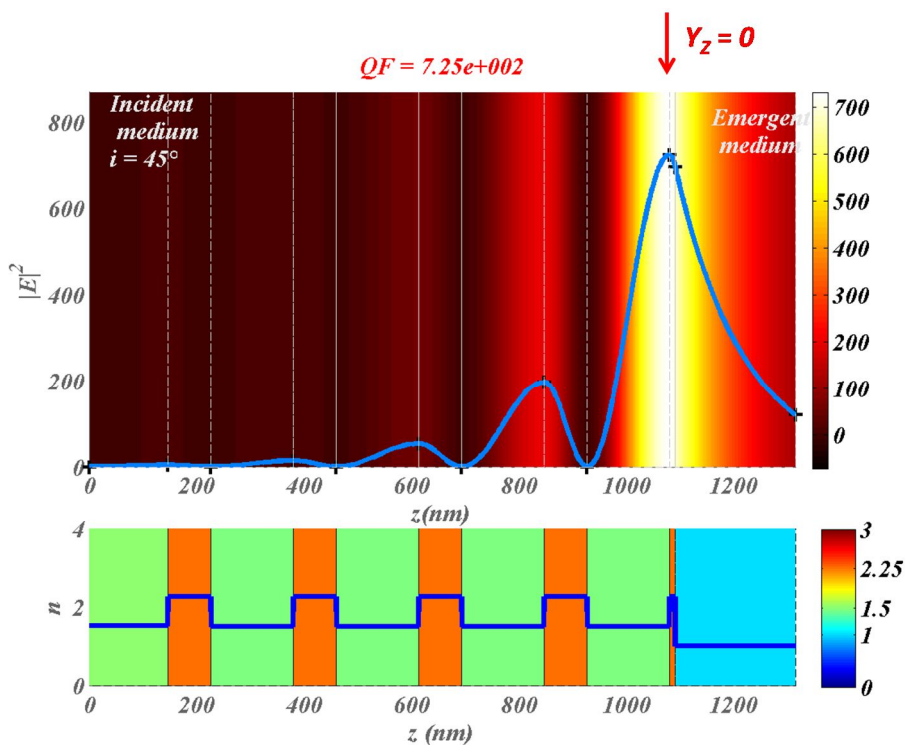 Y_Z = 0
QF = 7.25e+002
Incident
medium
i = 45°
Emergent
medium
800
600
400
200
0
|E|²
0 200 400 600 800 1000 1200
z(nm)
700
600
500
400
300
200
100
0
4
2
0
n
0 200 400 600 800 1000 1200
z (nm)
3
2.25
1.5
1
0